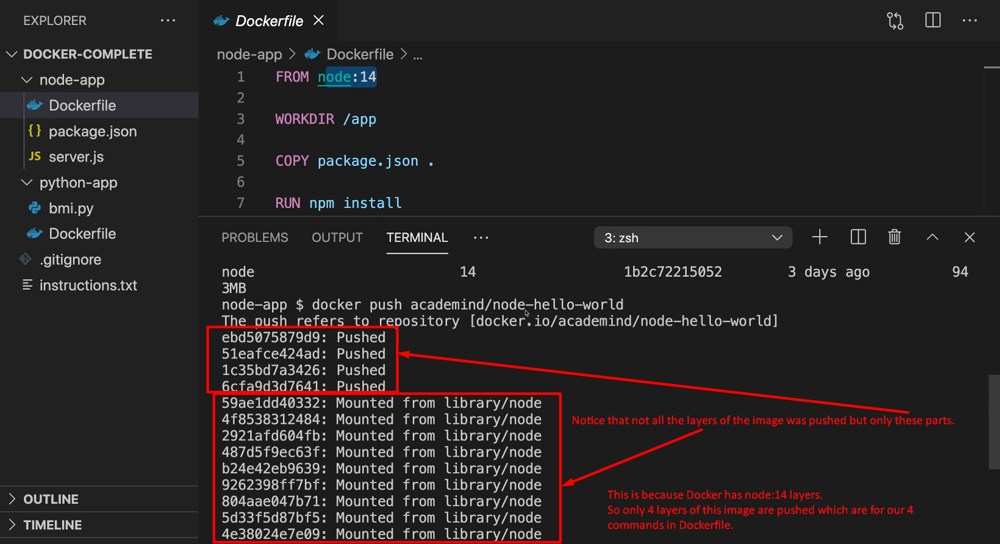 EXPLORER
DOCKER-COMPLETE
node-app
Dockerfile
{} package.json
JS server.js
python-app
bmi.py
Dockerfile
.gitignore
instructions.txt
OUTLINE
TIMELINE
Dockerfile
node-app > Dockerfile > ...
1 FROM node:14
2
3 WORKDIR /app
4
5 COPY package.json .
6
7 RUN npm install
PROBLEMS OUTPUT TERMINAL ... 3: zsh
node 14 1b2c72215052 3 days ago 94
3MB
node-app $ docker push academind/node-hello-world
The push refers to repository [docker.io/academind/node-hello-world]
ebd5075879d9: Pushed
51eafce424ad: Pushed
1c35bd7a3426: Pushed
6cfa9d3d7641: Pushed
59ae1dd40332: Mounted from library/node
4f8538312484: Mounted from library/node
2921afd604fb: Mounted from library/node
487d5f9ec63f: Mounted from library/node
b24e42eb9639: Mounted from library/node
9262398ff7bf: Mounted from library/node
804aae047b71: Mounted from library/node
5d33f5d87bf5: Mounted from library/node
4e38024e7e09: Mounted from library/node
Notice that not all the layers of the image was pushed but only these parts.
This is because Docker has node:14 layers.
So only 4 layers of this image are pushed which are for our 4
commands in Dockerfile.